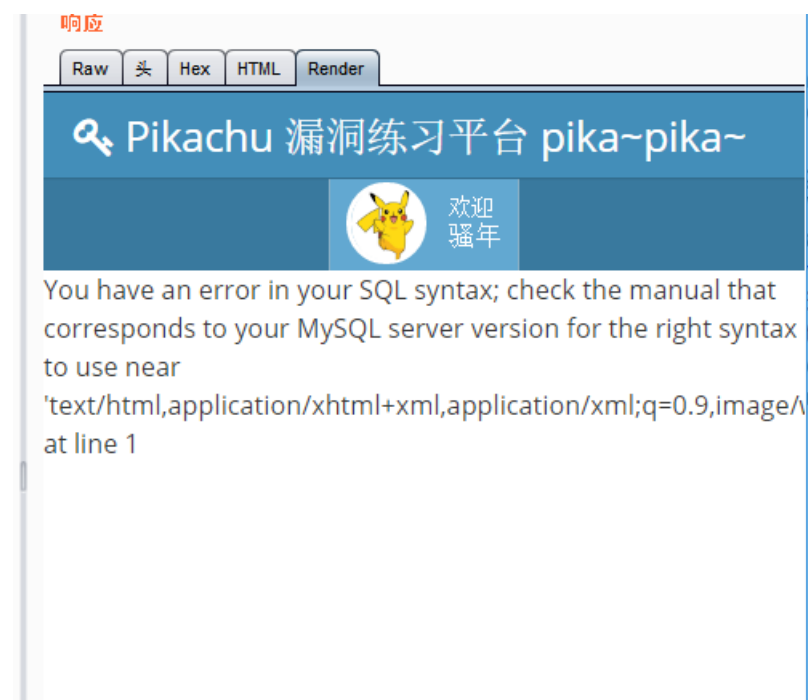 响应
Raw 头 Hex HTML Render
Pikachu 漏洞练习平台 pika~pika~
欢迎
骚年
You have an error in your SQL syntax; check the manual that
corresponds to your MySQL server version for the right syntax
to use near
'text/html,application/xhtml+xml,application/xml;q=0.9,image/
at line 1